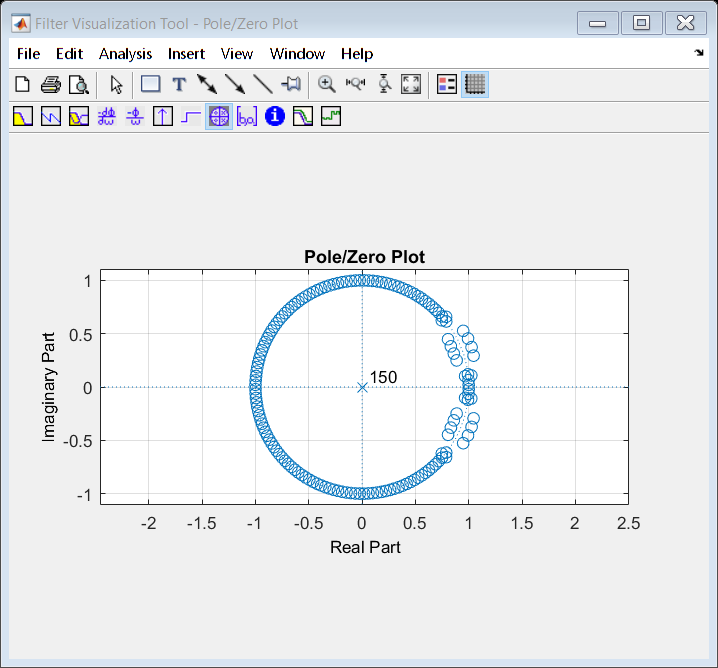 Filter Visualization Tool - Pole/Zero Plot
File Edit Analysis Insert View Window Help
Pole/Zero Plot
1
0.5
0
-0.5
-1
Imaginary Part
150
-2 -1.5 -1 -0.5 0 0.5 1 1.5 2 2.5
Real Part